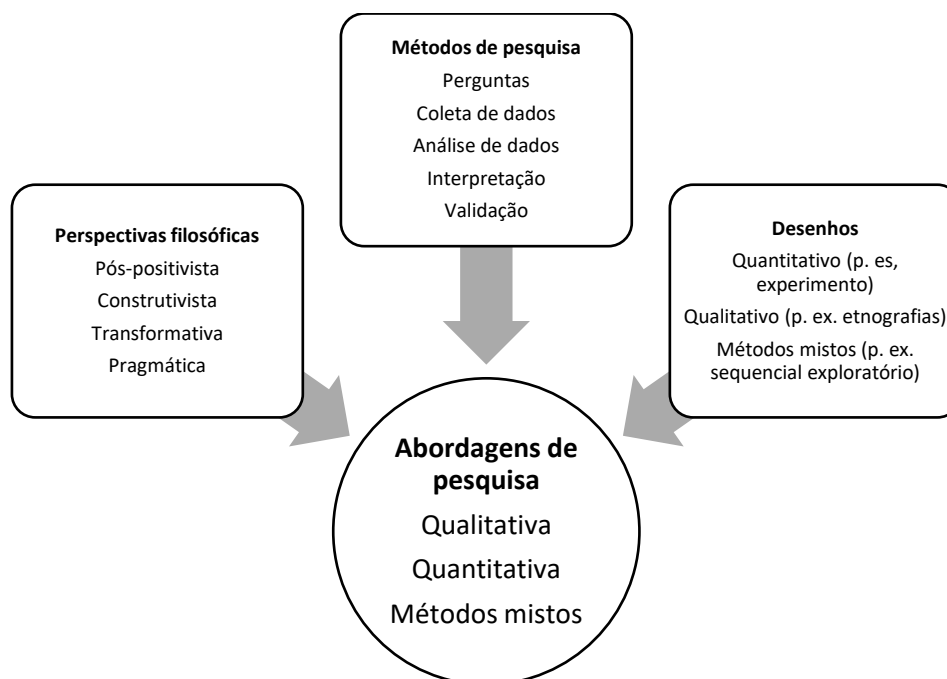 Métodos de pesquisa
Perguntas
Coleta de dados
Análise de dados
Interpretação
Validação
Perspectivas filosóficas
Pós-positivista
Construtivista
Transformativa
Pragmática
Desenhos
Quantitativo (p. es,
experimento)
Qualitativo (p. ex. etnografias)
Métodos mistos (p. ex.
sequencial exploratório)
Abordagens de
pesquisa
Qualitativa
Quantitativa
Métodos mistos